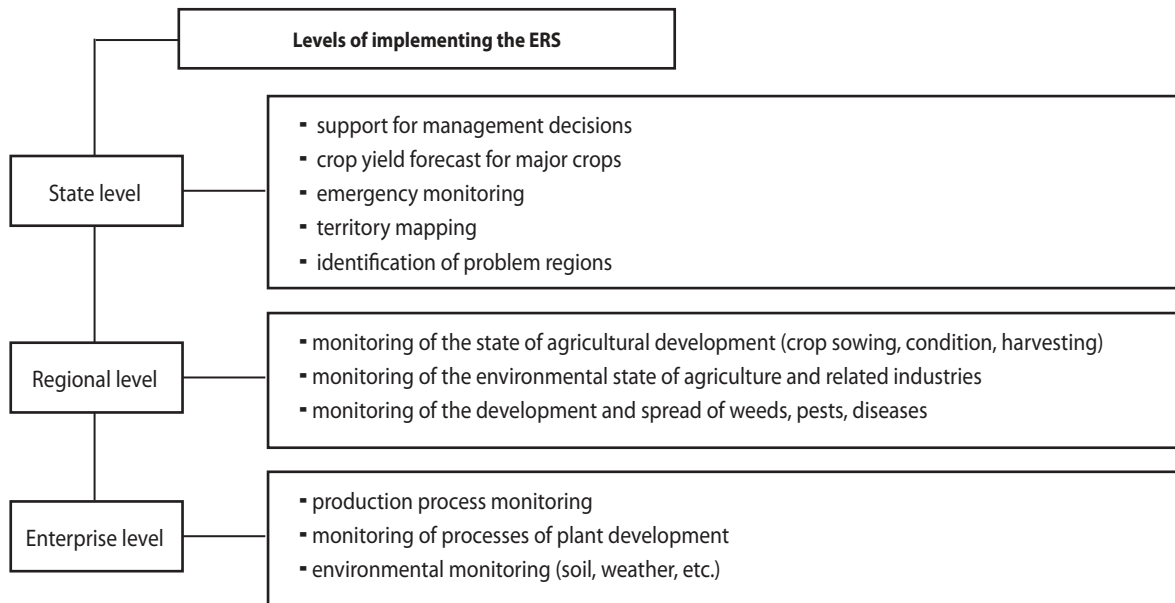 Levels of implementing the ERS
State level
- support for management decisions
- crop yield forecast for major crops
- emergency monitoring
- territory mapping
- identification of problem regions
Regional level
- monitoring of the state of agricultural development (crop sowing, condition, harvesting)
- monitoring of the environmental state of agriculture and related industries
- monitoring of the development and spread of weeds, pests, diseases
Enterprise level
- production process monitoring
- monitoring of processes of plant development
- environmental monitoring (soil, weather, etc.)